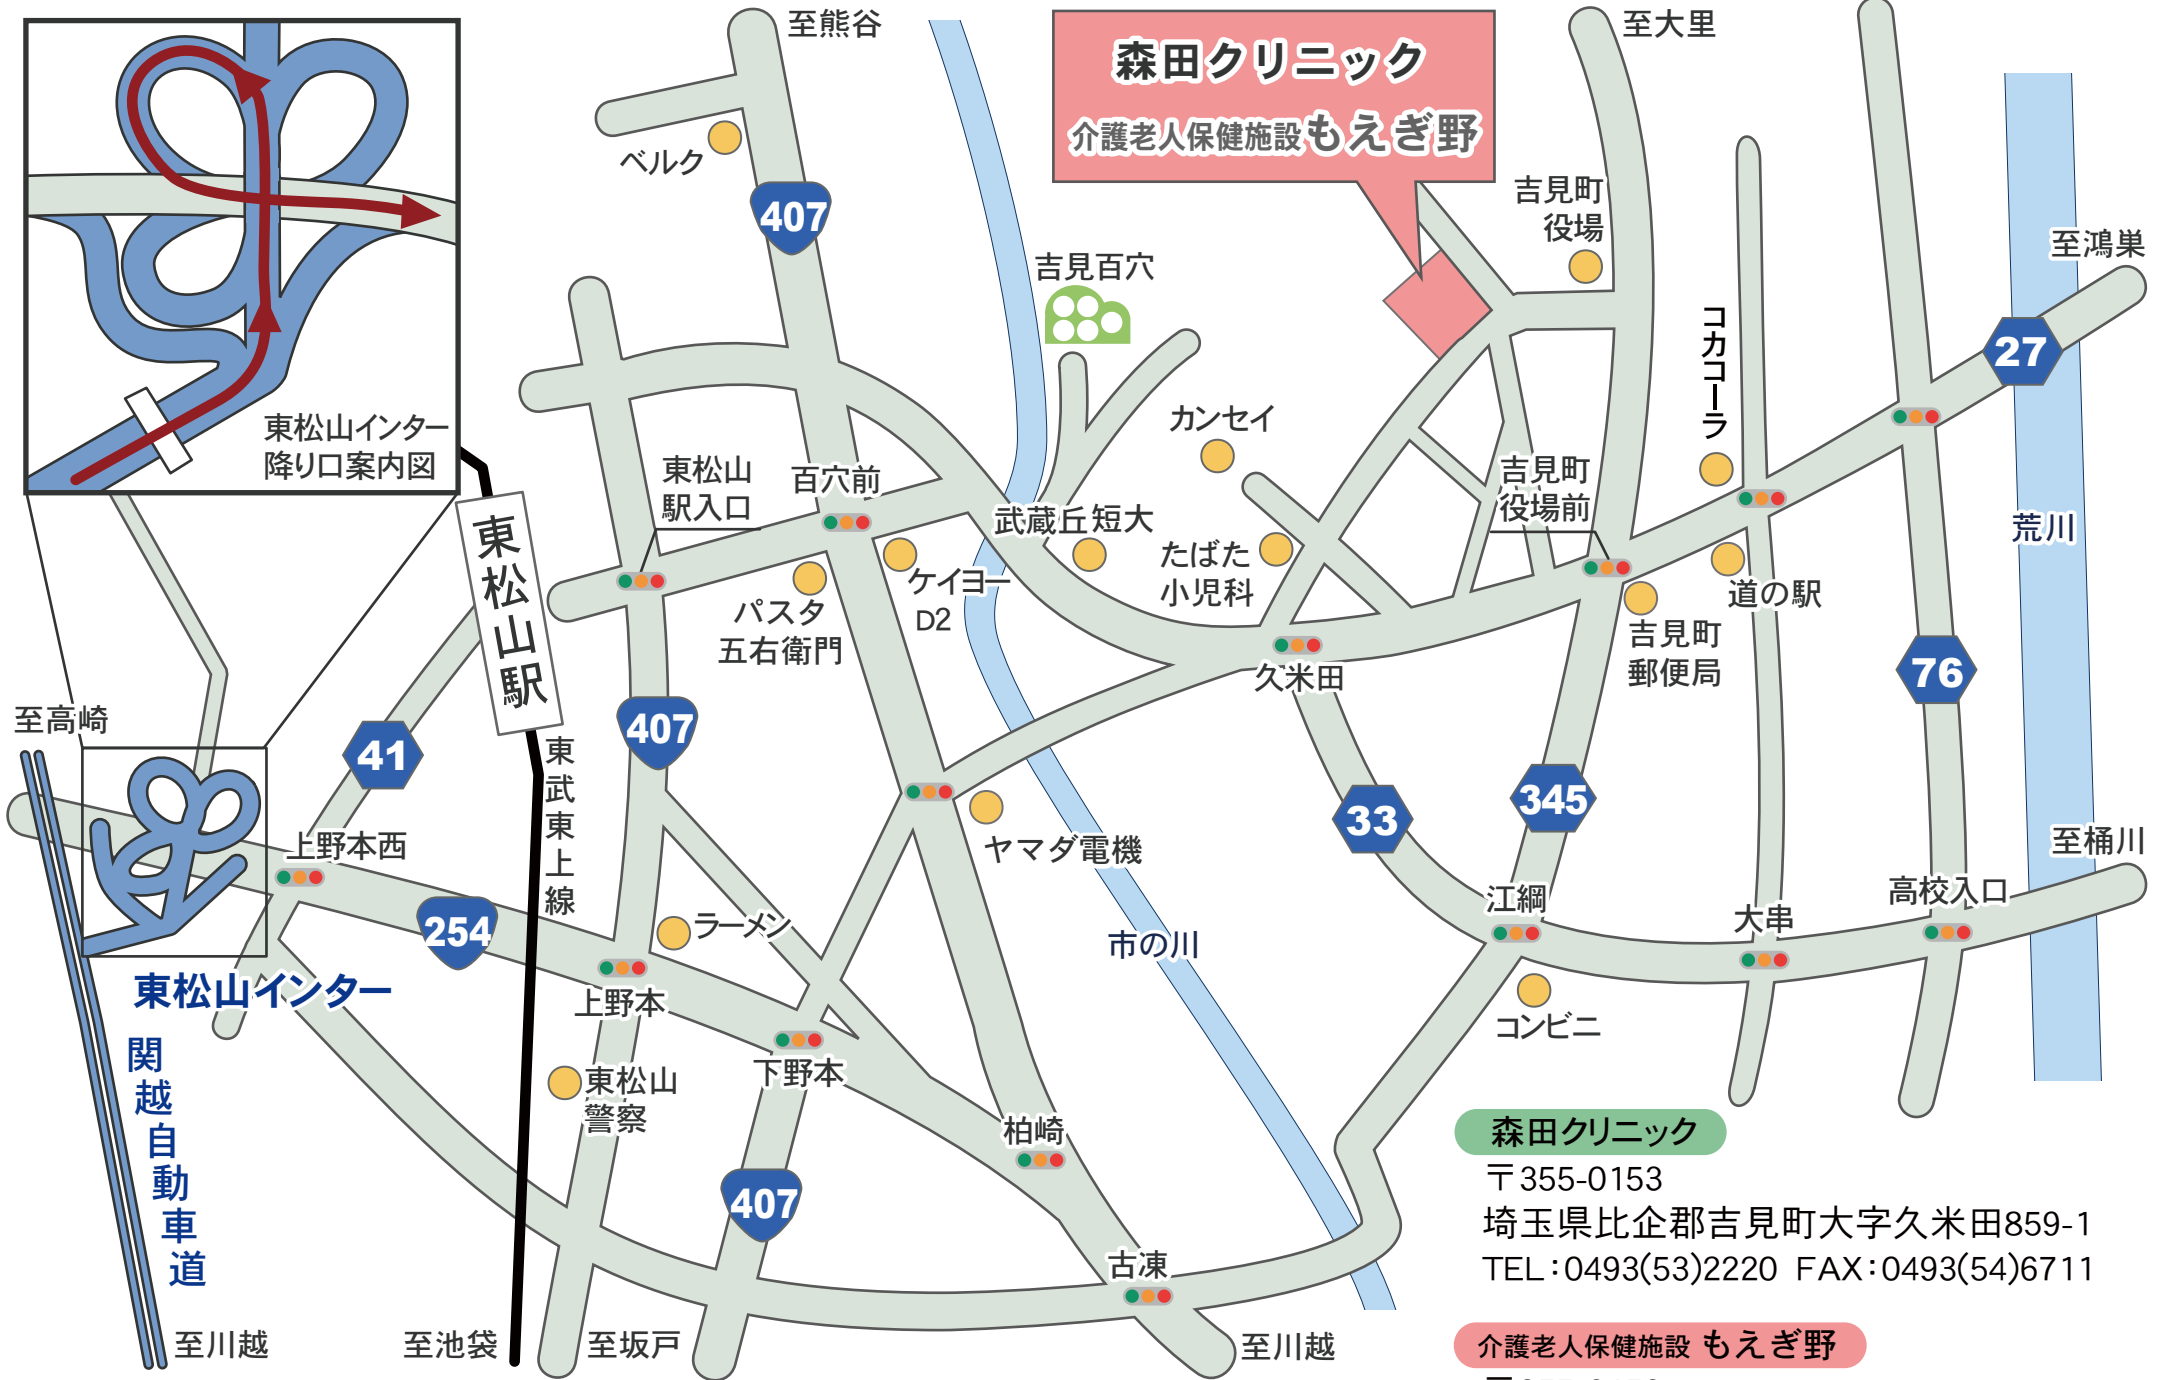 至熊谷
至大里
森田クリニック
介護老人保健施設もえぎ野
ベルク
407
吉見町
役場
至鴻巣
吉見百穴
27
コカコーラ
東松山インター
降り口案内図
カンセイ
東松山
駅入口
百穴前
吉見町
役場前
武蔵丘短大
荒川
東松山駅
たばた
小児科
ケイヨー
D2
パスタ
五右衛門
道の駅
吉見町
郵便局
久米田
76
至高崎
41
407
東武東上線
33
345
ヤマダ電機
上野本西
至桶川
高校入口
江綱
大串
254
ラーメン
市の川
東松山インター
上野本
コンビニ
関越自動車道
下野本
東松山
警察
柏崎
407
古凍
至川越
至池袋
至坂戸
至川越
森田クリニック
〒355-0153
埼玉県比企郡吉見町大字久米田859-1
TEL:0493(53)2220 FAX:0493(54)6711
介護老人保健施設 もえぎ野